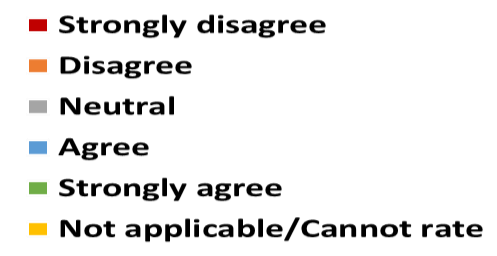 Strongly disagree
Disagree
Neutral
Agree
Strongly agree
Not applicable/Cannot rate